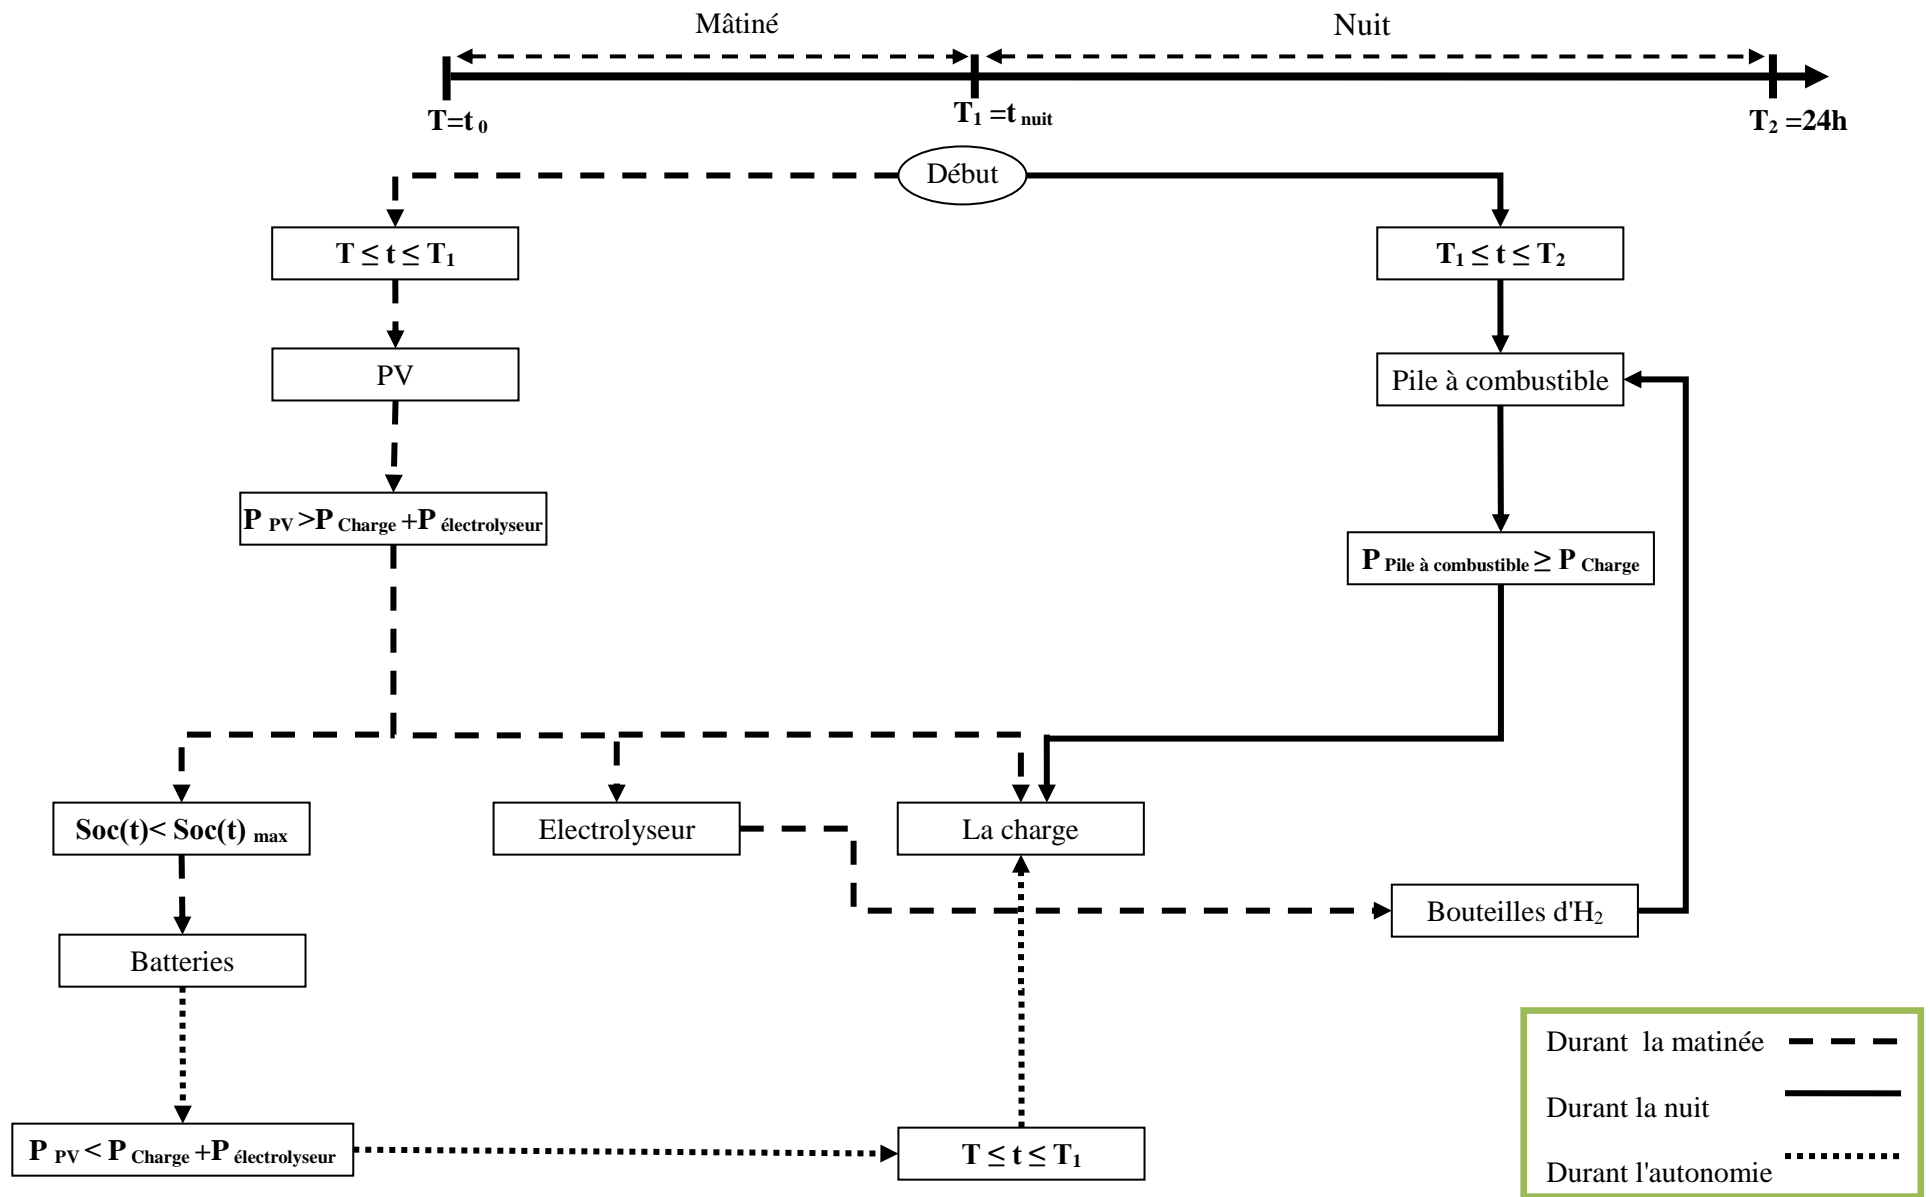 Mâtiné
Nuit
T=t 0
T1 =t nuit
T2 =24h
Début
T ≤ t ≤ T1
T1 ≤ t ≤ T2
PV
Pile à combustible
P PV >P Charge +P électrolyseur
P Pile à combustible ≥ P Charge
Soc(t)< Soc(t) max
Electrolyseur
La charge
Bouteilles d'H2
Batteries
P PV < P Charge +P électrolyseur
T ≤ t ≤ T1
Durant la matinée
Durant la nuit
Durant l'autonomie